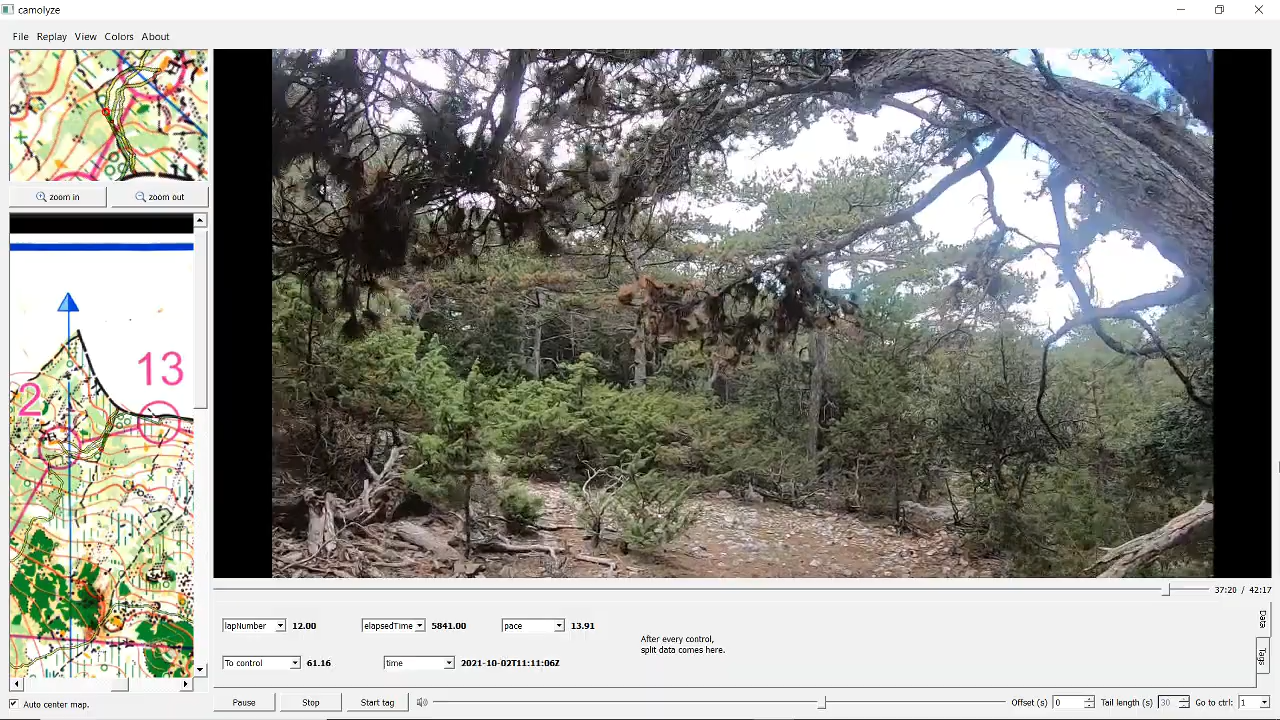 camolyze
File Replay View Colors About
zoom in zoom out
13
2
37:20 / 42:17
lapNumber 12.00 elapsedTime 5841.00 pace 13.91
After every control,
split data comes here.
To control 61.16 time 2021-10-02T11:11:06Z
Data
Tags
Auto center map.
Pause Stop Start tag Offset (s) 0 Tail length (s) 30 Go to ctrl: 1